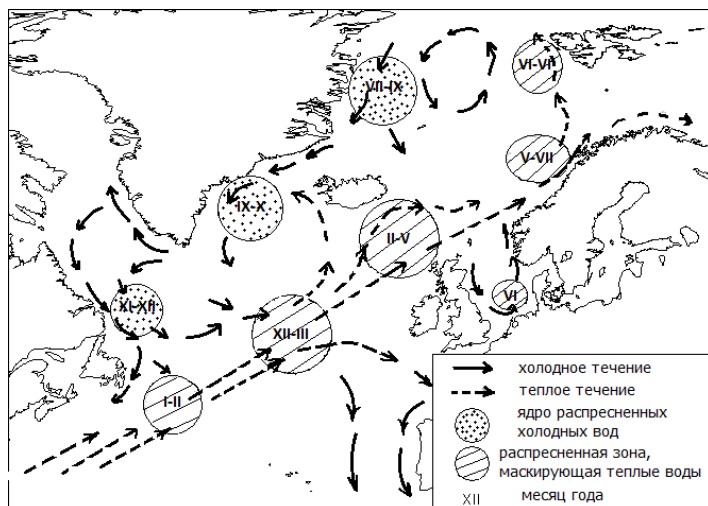 VI-VI
VII-IX
V-VII
IX-X
II-V
VI
XI-XII
XII-III
I-II
холодное течение
теплое течение
ядро распресненных
холодных вод
распресненная зона,
маскирующая теплые воды
XII
месяц года